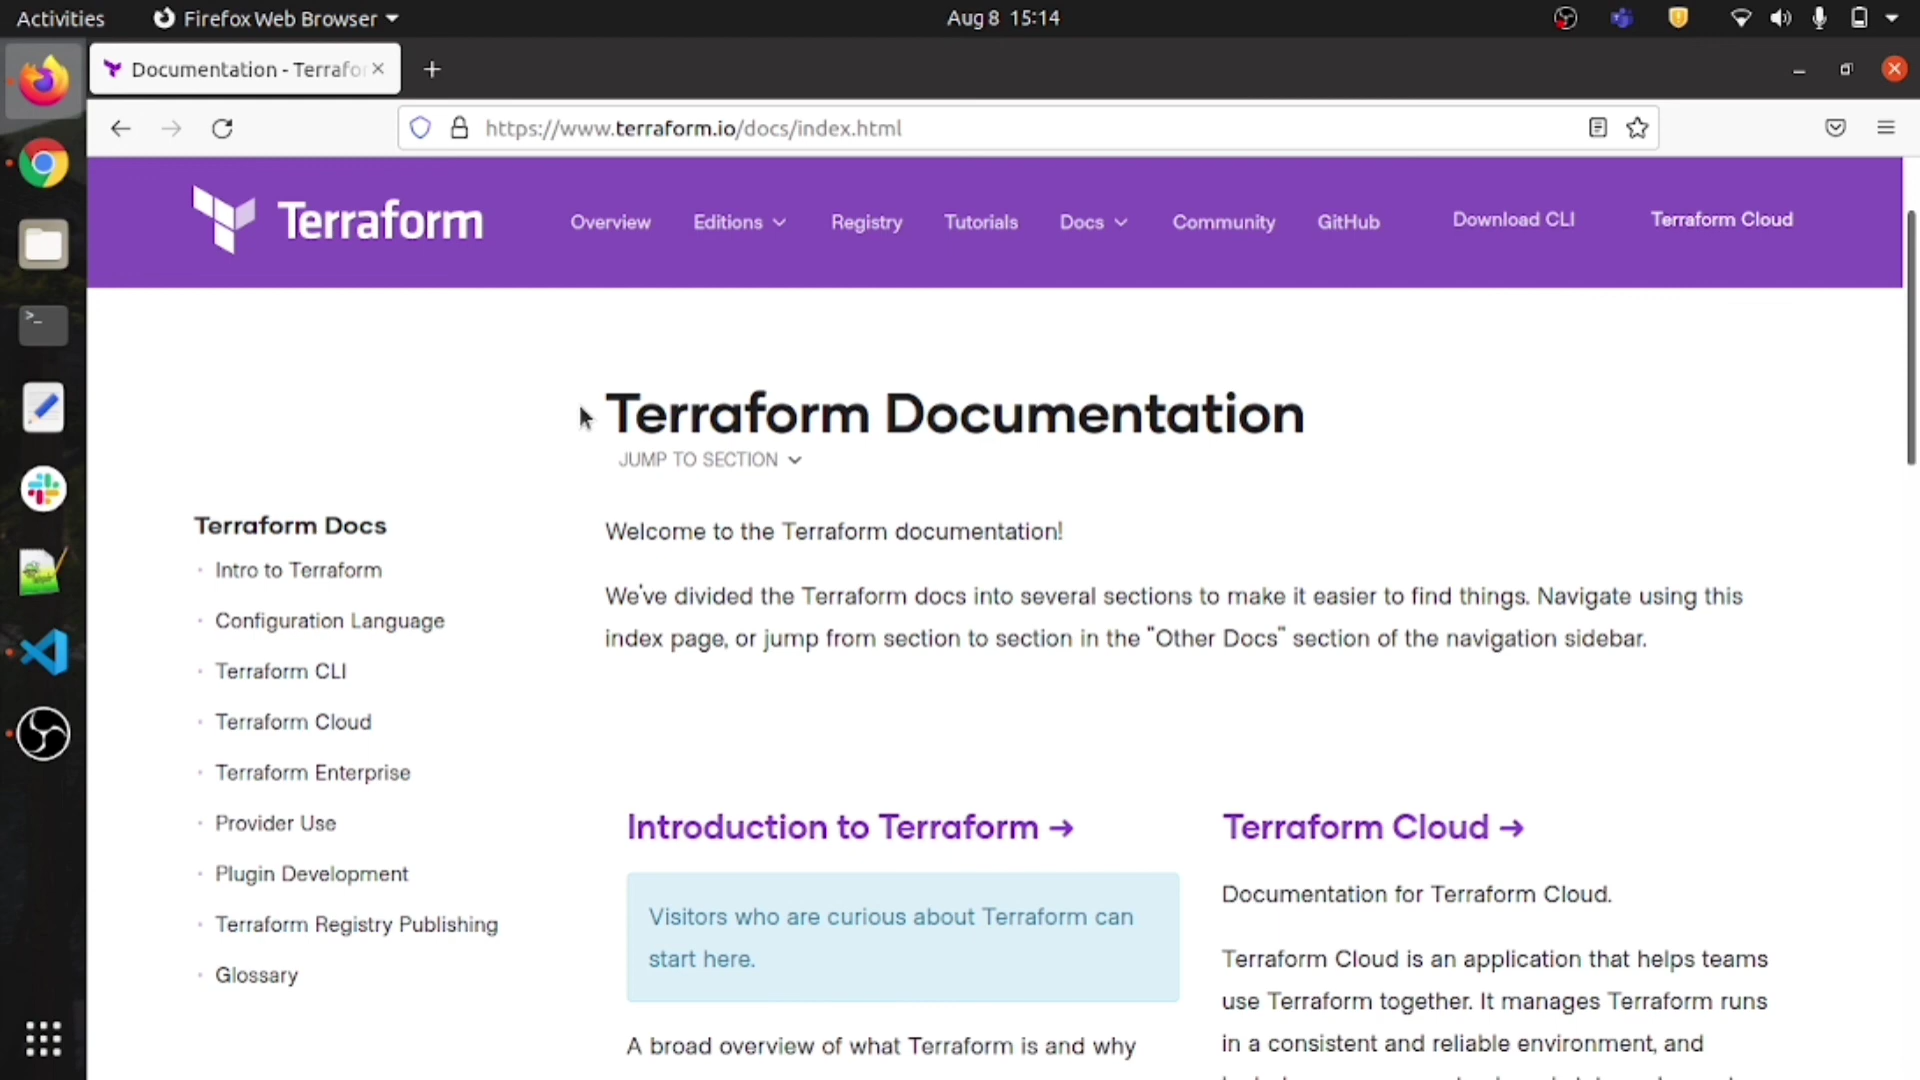 Activities
Firefox Web Browser
Aug 8 15:14
Documentation - Terrafo
https://www.terraform.io/docs/index.html
Terraform
Overview
Editions
Registry
Tutorials
Docs
Community
GitHub
Download CLI
Terraform Cloud
Terraform Documentation
JUMP TO SECTION
Terraform Docs
Intro to Terraform
Configuration Language
Terraform CLI
Terraform Cloud
Terraform Enterprise
Provider Use
Plugin Development
Terraform Registry Publishing
Glossary
Welcome to the Terraform documentation!
We've divided the Terraform docs into several sections to make it easier to find things. Navigate using this
index page, or jump from section to section in the "Other Docs" section of the navigation sidebar.
Introduction to Terraform →
Visitors who are curious about Terraform can
start here.
A broad overview of what Terraform is and why
Terraform Cloud →
Documentation for Terraform Cloud.
Terraform Cloud is an application that helps teams
use Terraform together. It manages Terraform runs
in a consistent and reliable environment, and